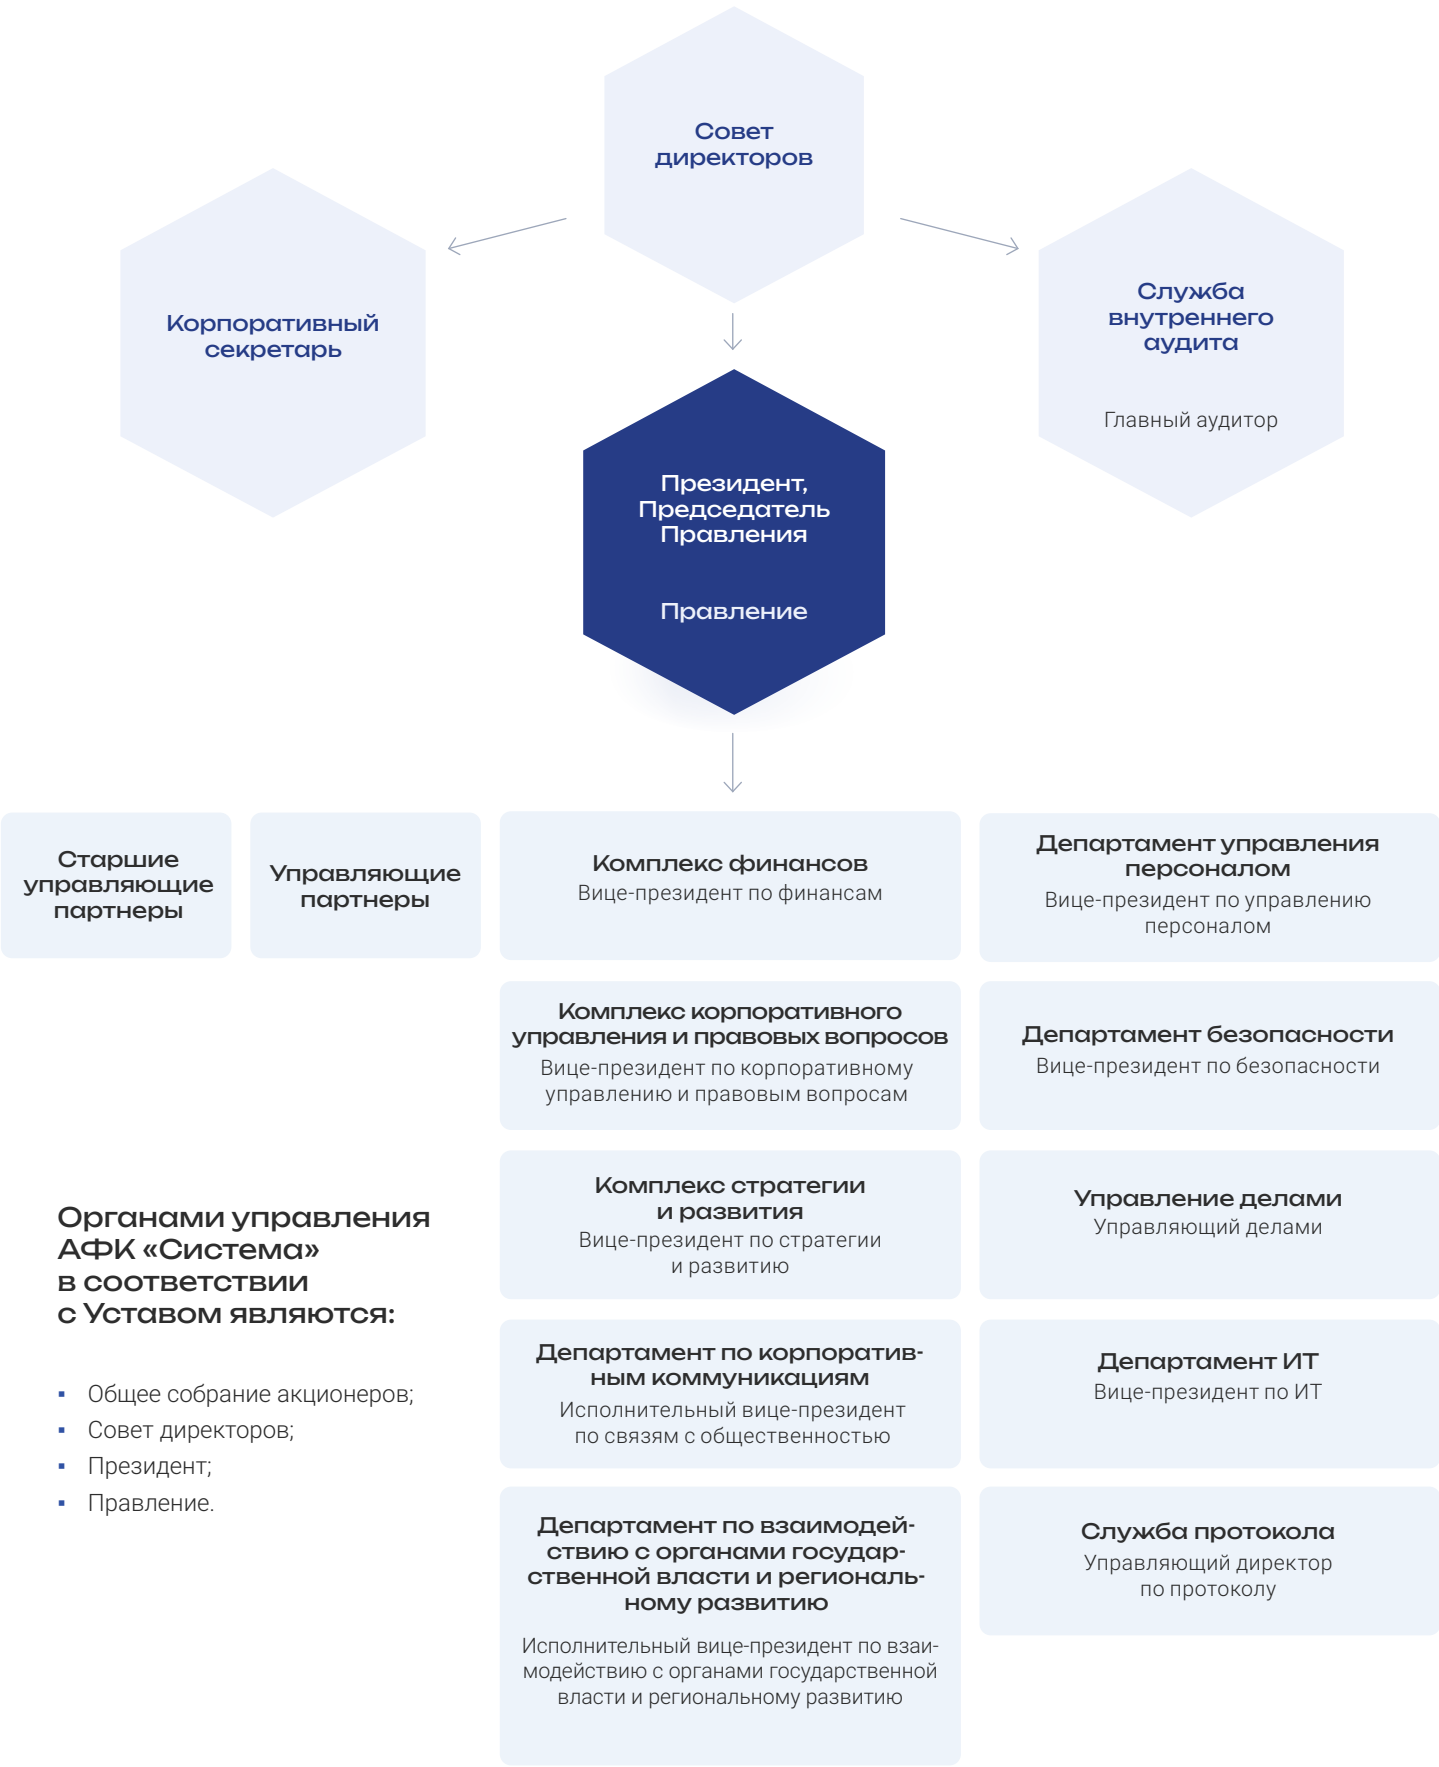 Совет
директоров
Корпоративный
секретарь
Служба
внутреннего
аудита
Главный аудитор
Президент,
Председатель
Правления
Правление
Старшие
управляющие
партнеры
Управляющие
партнеры
Комплекс финансов
Вице-президент по финансам
Департамент управления
персоналом
Вице-президент по управлению
персоналом
Комплекс корпоративного
управления и правовых вопросов
Вице-президент по корпоративному
управлению и правовым вопросам
Департамент безопасности
Вице-президент по безопасности
Комплекс стратегии
и развития
Вице-президент по стратегии
и развитию
Управление делами
Управляющий делами
Департамент по корпоратив-
ным коммуникациям
Исполнительный вице-президент
по связям с общественностью
Департамент ИТ
Вице-президент по ИТ
Департамент по взаимодей-
ствию с органами государ-
ственной власти и региональ-
ному развитию
Исполнительный вице-президент по взаи-
модействию с органами государственной
власти и региональному развитию
Служба протокола
Управляющий директор
по протоколу
Органами управления
АФК «Система»
в соответствии
с Уставом являются:
▪ Общее собрание акционеров;
▪ Совет директоров;
▪ Президент;
▪ Правление.